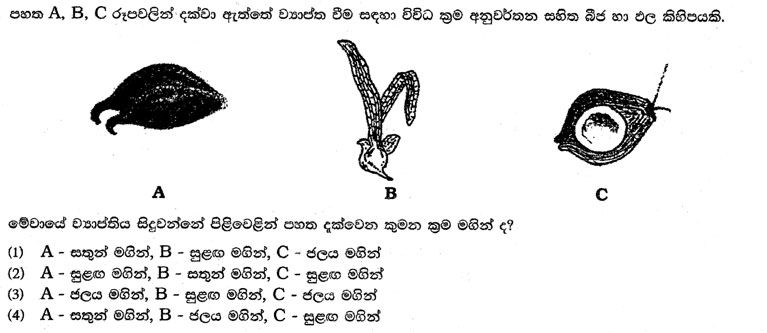 පහත A, B, C රූපවලින් දක්වා ඇත්තේ ව්‍යාප්ත වීම සඳහා විවිධ ක්‍රම අනුවර්තන සහිත බීජ හා ඵල කිහිපයකි.
A
B
C
මේවායේ ව්‍යාප්තිය සිදුවන්නේ පිළිවෙළින් පහත දැක්වෙන කුමන ක්‍රම මගින් ද?
(1) A - සතුන් මගින්, B - සුළඟ මගින්, C - ජලය මගින්
(2) A - සුළඟ මගින්, B - සතුන් මගින්, C - සුළඟ මගින්
(3) A - ජලය මගින්, B - සුළඟ මගින්, C - ජලය මගින්
(4) A - සතුන් මගින්, B - ජලය මගින්, C - සුළඟ මගින්